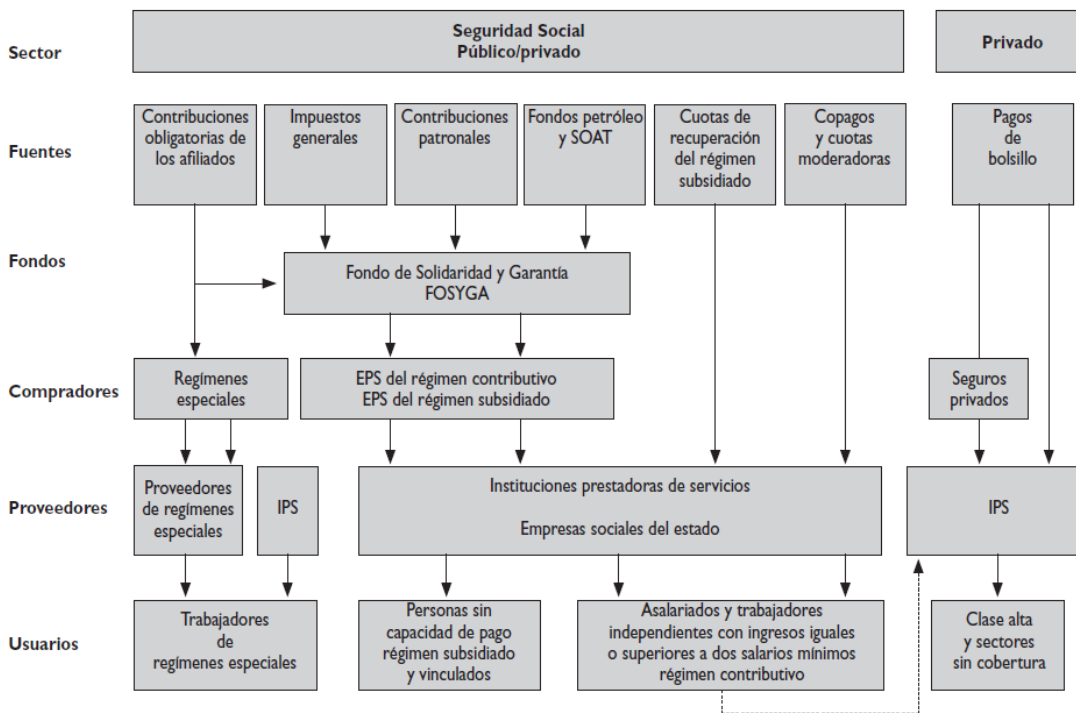 Sector
Seguridad Social
Público/privado
Privado
Fuentes
Contribuciones
obligatorias de
los afiliados
Impuestos
generales
Contribuciones
patronales
Fondos petróleo
y SOAT
Cuotas de
recuperación
del régimen
subsidiado
Copagos
y cuotas
moderadoras
Pagos
de
bolsillo
Fondos
Fondo de Solidaridad y Garantía
FOSYGA
Compradores
Regímenes
especiales
EPS del régimen contributivo
EPS del régimen subsidiado
Seguros
privados
Proveedores
Proveedores
de regímenes
especiales
IPS
Instituciones prestadoras de servicios
Empresas sociales del estado
IPS
Usuarios
Trabajadores
de
regímenes especiales
Personas sin
capacidad de pago
régimen subsidiado
y vinculados
Asalariados y trabajadores
independientes con ingresos iguales
o superiores a dos salarios mínimos
régimen contributivo
Clase alta
y sectores
sin cobertura